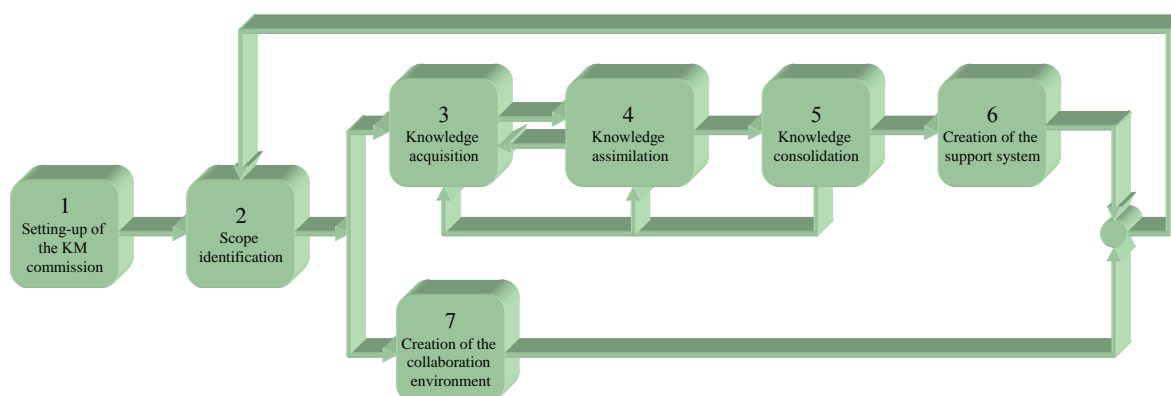 1
Setting-up of
the KM
commission
2
Scope
identification
3
Knowledge
acquisition
4
Knowledge
assimilation
5
Knowledge
consolidation
6
Creation of the
support system
7
Creation of the
collaboration
environment